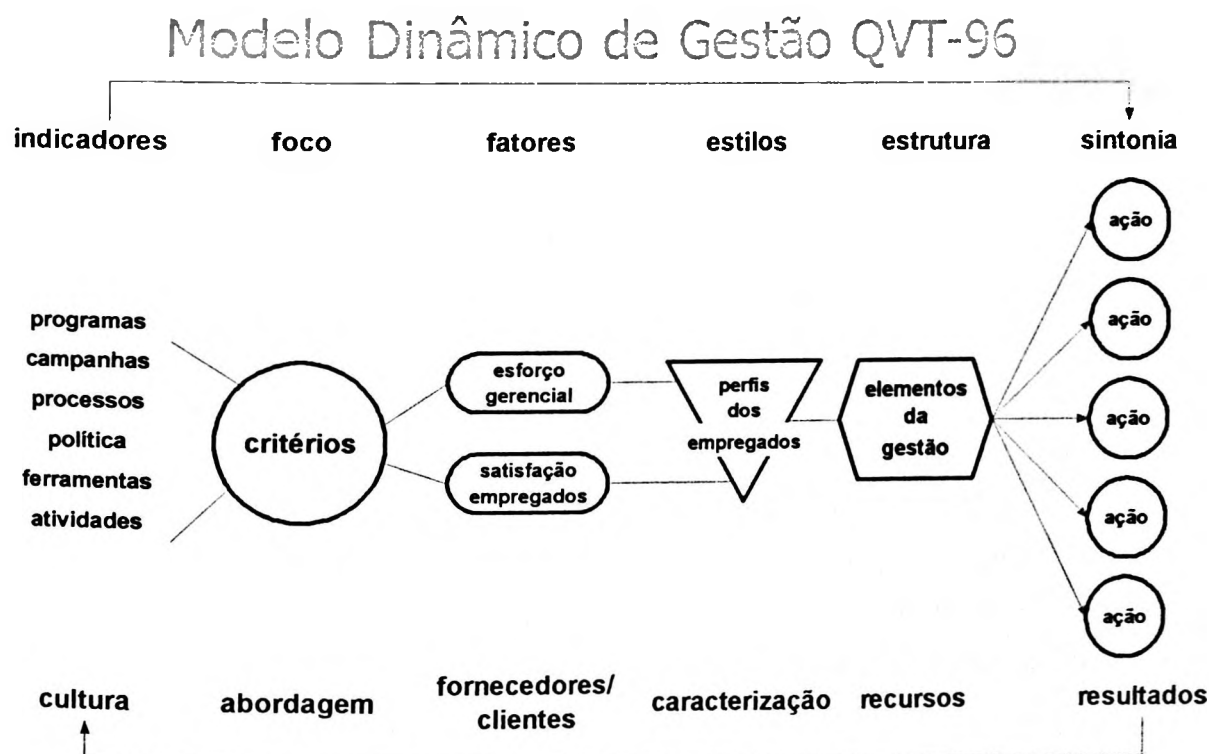 Modelo Dinâmico de Gestão QVT-96
indicadores foco fatores estilos estrutura sintonia
programas
campanhas
processos
política
ferramentas
atividades
critérios
esforço
gerencial
satisfação
empregados
perfis
dos
empregados
elementos
da
gestão
ação
ação
ação
ação
ação
cultura abordagem fornecedores/
clientes caracterização recursos resultados